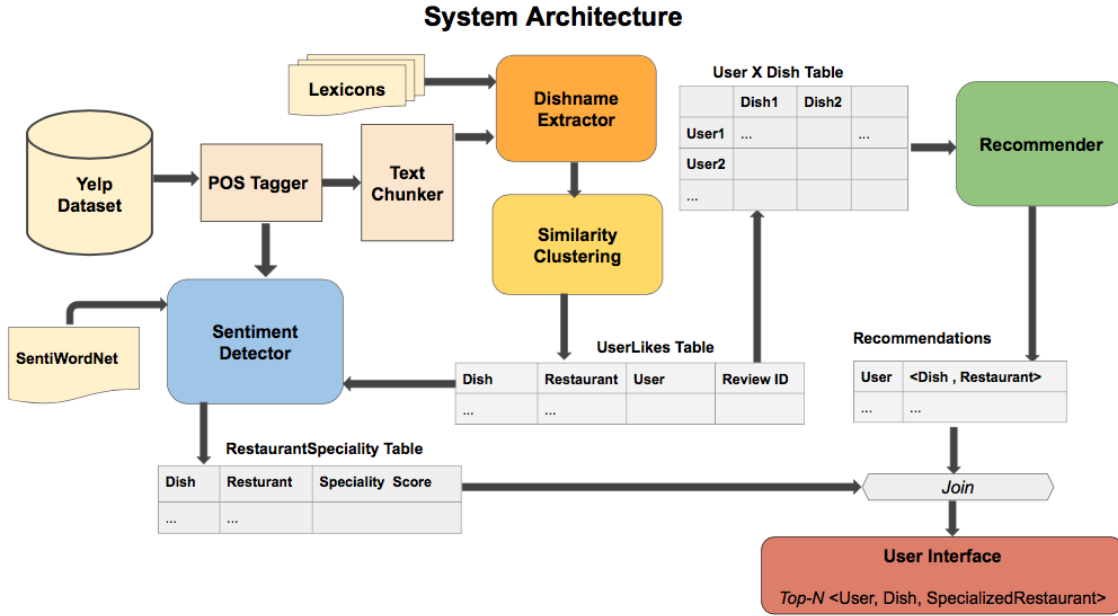 System Architecture
Lexicons
Dishname
Extractor
User X Dish Table
Dish1 Dish2
User1 ... ...
User2
...
Recommender
Yelp
Dataset
POS Tagger
Text
Chunker
Similarity
Clustering
SentiWordNet
Sentiment
Detector
UserLikes Table
Dish Restaurant User Review ID
... ...
Recommendations
User <Dish , Restaurant>
... ...
RestaurantSpeciality Table
Dish Resturant Speciality Score
... ...
Join
User Interface
Top-N <User, Dish, SpecializedRestaurant>